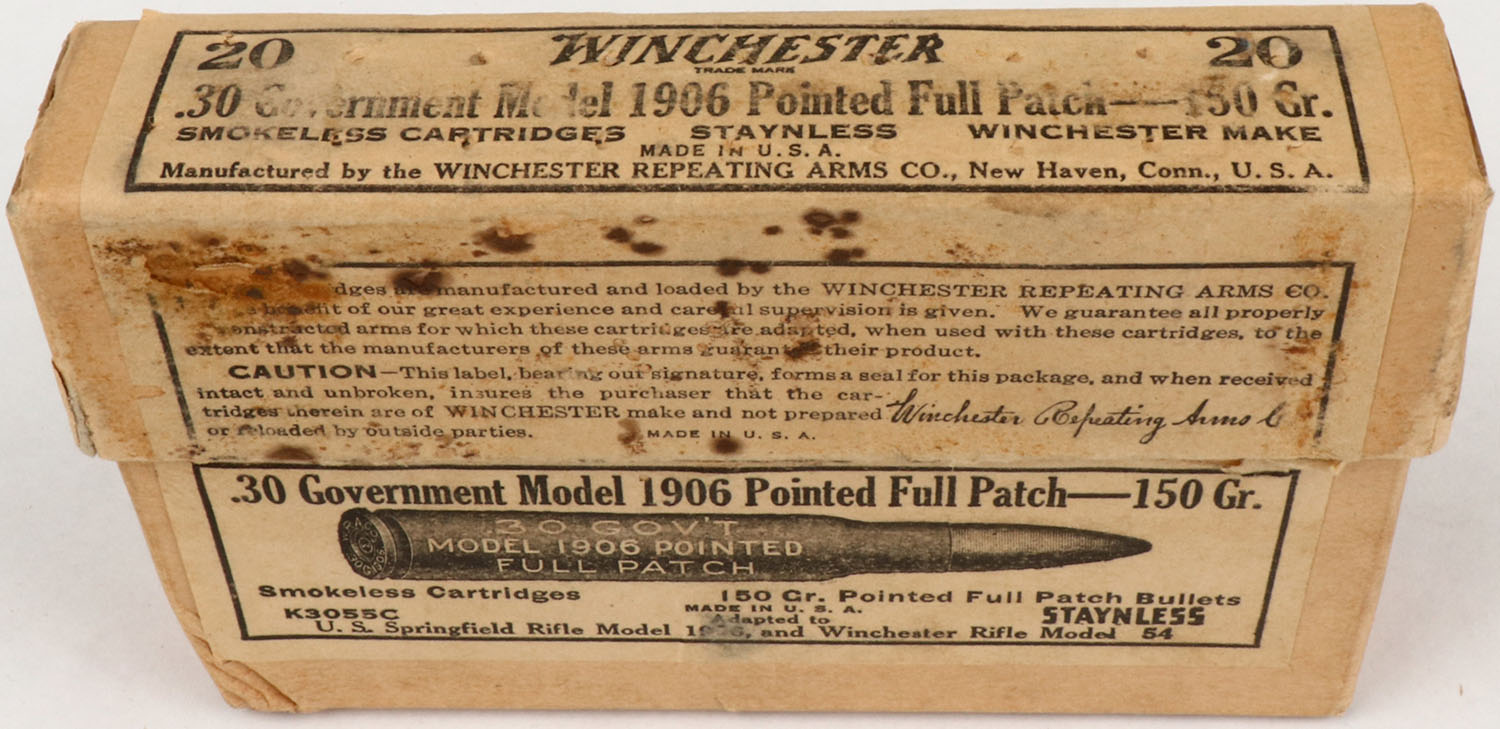 20 WINCHESTER 20
TRADE MARK
.30 Government Model 1906 Pointed Full Patch—150 Gr.
SMOKELESS CARTRIDGES STAYNLESS WINCHESTER MAKE
MADE IN U.S.A.
Manufactured by the WINCHESTER REPEATING ARMS CO., New Haven, Conn., U. S. A.
manufactured and loaded by the WINCHESTER REPEATING ARMS CO.
benefit of our great experience and careful supervision is given. We guarantee all properly
constructed arms for which these cartridges are adapted, when used with these cartridges, to the
extent that the manufacturers of these arms guarantee their product.
CAUTION—This label, bearing our signature, forms a seal for this package, and when received
intact and unbroken, insures the purchaser that the car-
tridges therein are of WINCHESTER make and not prepared Winchester Repeating Arms
or reloaded by outside parties. MADE IN U. S. A.
.30 Government Model 1906 Pointed Full Patch—150 Gr.
30 GOV'T
MODEL 1906 POINTED
FULL PATCH
Smokeless Cartridges 150 Gr. Pointed Full Patch Bullets
K3055C MADE IN U. S. A. STAYNLESS
Adapted to
U. S. Springfield Rifle Model and Winchester Rifle Model 54